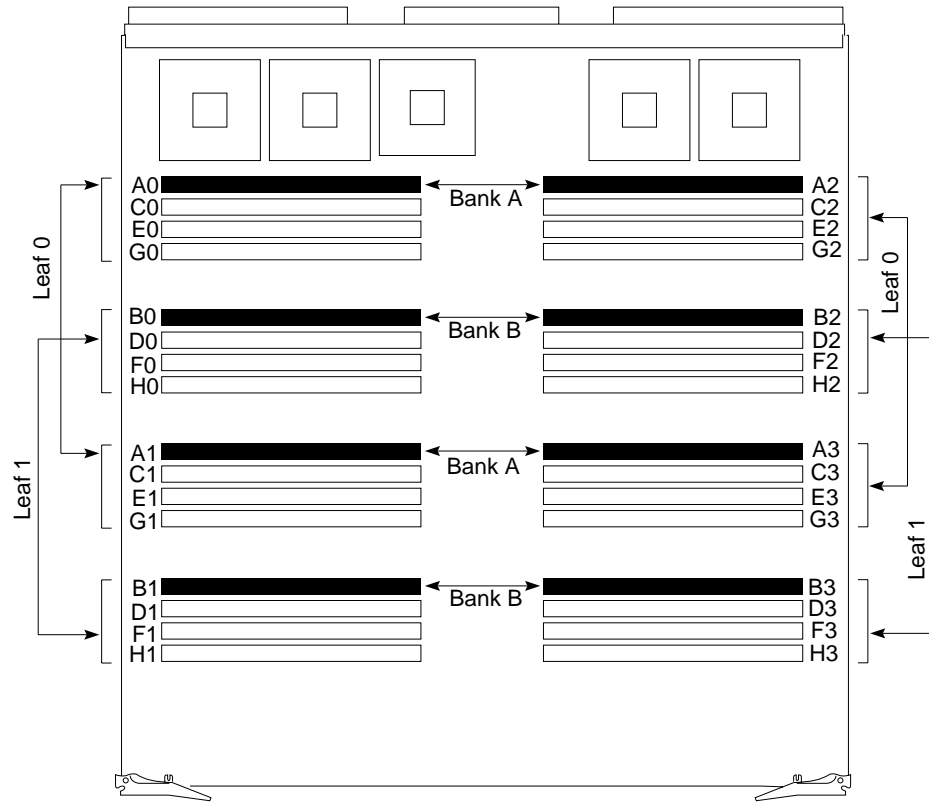 A0 Bank A A2
C0 C2
E0 E2
G0 G2
Leaf 0 Leaf 0
B0 Bank B B2
D0 D2
F0 F2
H0 H2
A1 Bank A A3
C1 C3
E1 E3
G1 G3
Leaf 1 Leaf 1
B1 Bank B B3
D1 D3
F1 F3
H1 H3